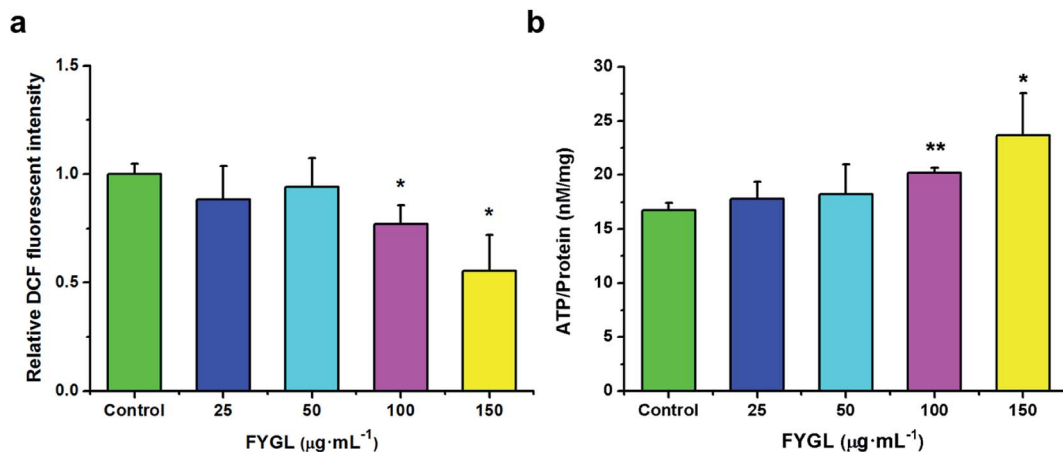 a
Relative DCF fluorescent intensity
1.5
1.0
0.5
0.0
*
*
Control 25 50 100 150
FYGL (μg·mL⁻¹)
b
ATP/Protein (nM/mg)
30
25
20
15
10
5
0
**
*
Control 25 50 100 150
FYGL (μg·mL⁻¹)